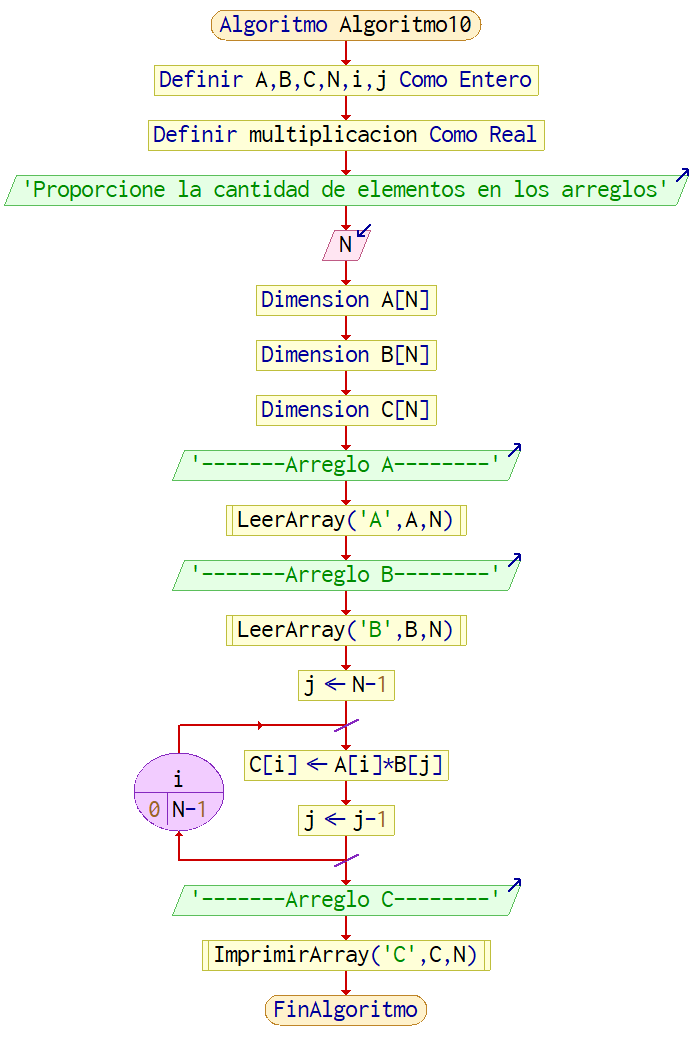 Algoritmo Algoritmo10
Definir A,B,C,N,i,j Como Entero
Definir multiplicacion Como Real
'Proporcione la cantidad de elementos en los arreglos'
N
Dimension A[N]
Dimension B[N]
Dimension C[N]
'-------Arreglo A--------'
LeerArray('A',A,N)
'-------Arreglo B--------'
LeerArray('B',B,N)
j ← N-1
i
0 N-1
C[i] ← A[i]*B[j]
j ← j-1
'-------Arreglo C--------'
ImprimirArray('C',C,N)
FinAlgoritmo